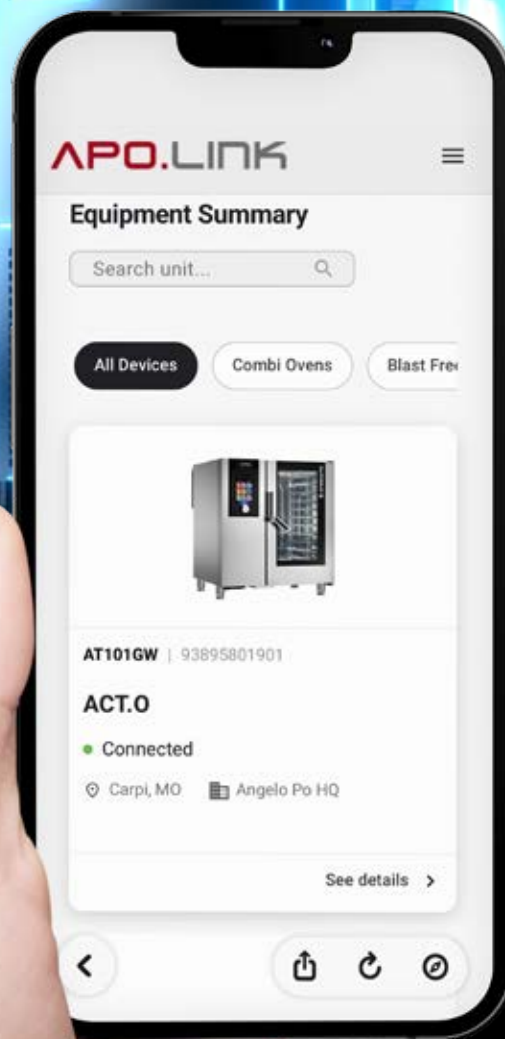 APO.LINK
Equipment Summary
Search unit...
All Devices
Combi Ovens
Blast Fre
AT101GW | 93895801901
ACT.O
Connected
Carpi, MO
Angelo Po HQ
See details